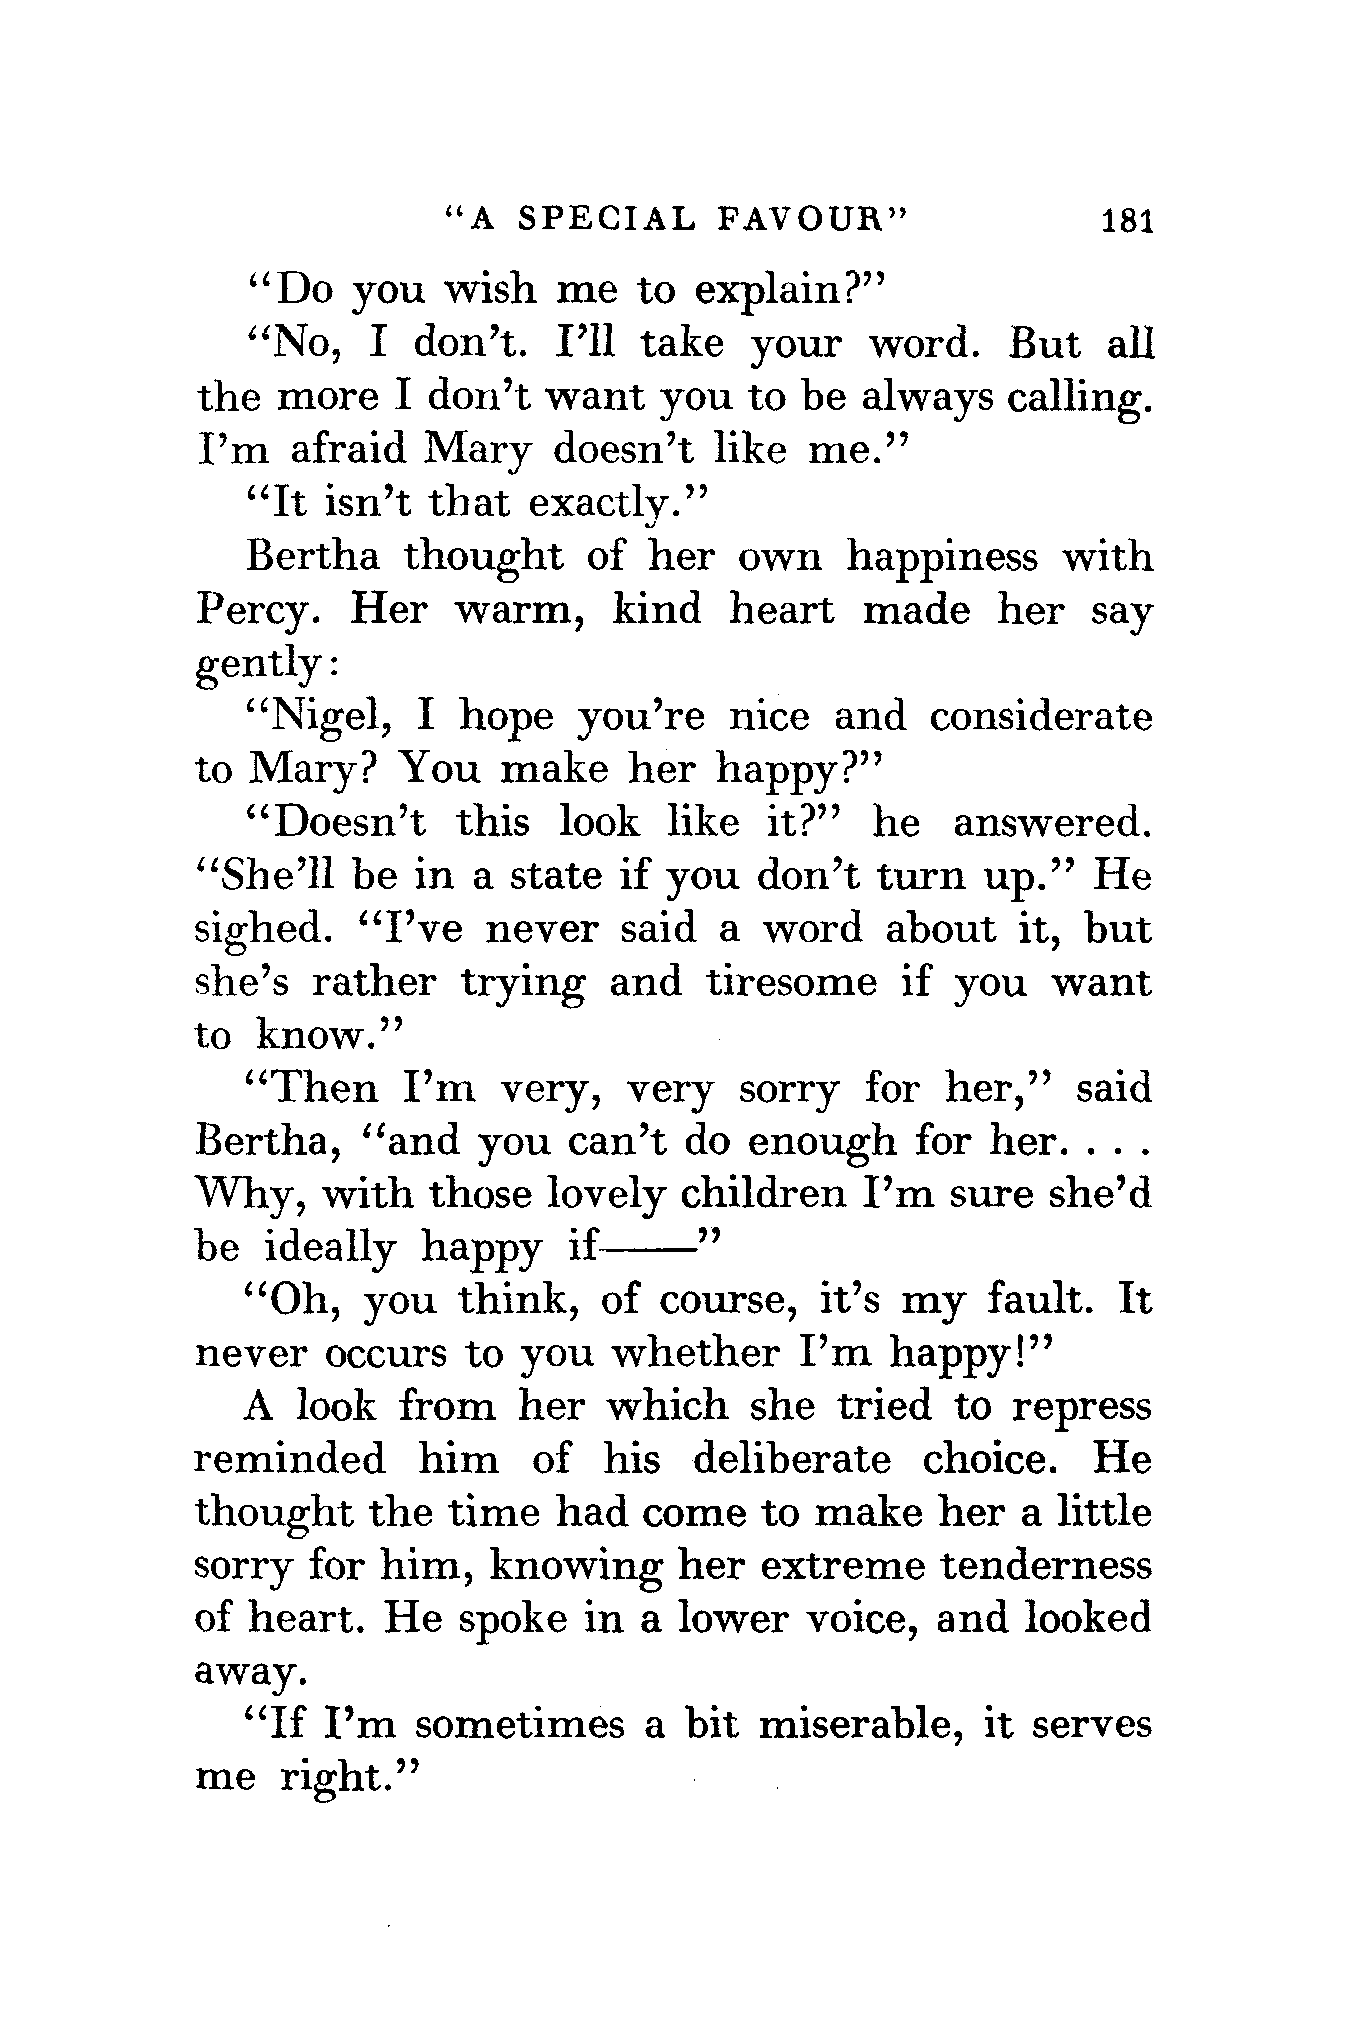 "A SPECIAL FAVOUR" 181
"Do you wish me to explain?"
"No, I don't. I'll take your word. But all
the more I don't want you to be always calling.
I'm afraid Mary doesn't like me."
"It isn't that exactly."
Bertha thought of her own happiness with
Percy. Her warm, kind heart made her say
gently:
"Nigel, I hope you're nice and considerate
to Mary? You make her happy?"
"Doesn't this look like it?" he answered.
"She'll be in a state if you don't turn up." He
sighed. "I've never said a word about it, but
she's rather trying and tiresome if you want
to know."
"Then I'm very, very sorry for her," said
Bertha, "and you can't do enough for her. . . .
Why, with those lovely children I'm sure she'd
be ideally happy if——"
"Oh, you think, of course, it's my fault. It
never occurs to you whether I'm happy!"
A look from her which she tried to repress
reminded him of his deliberate choice. He
thought the time had come to make her a little
sorry for him, knowing her extreme tenderness
of heart. He spoke in a lower voice, and looked
away.
"If I'm sometimes a bit miserable, it serves
me right."